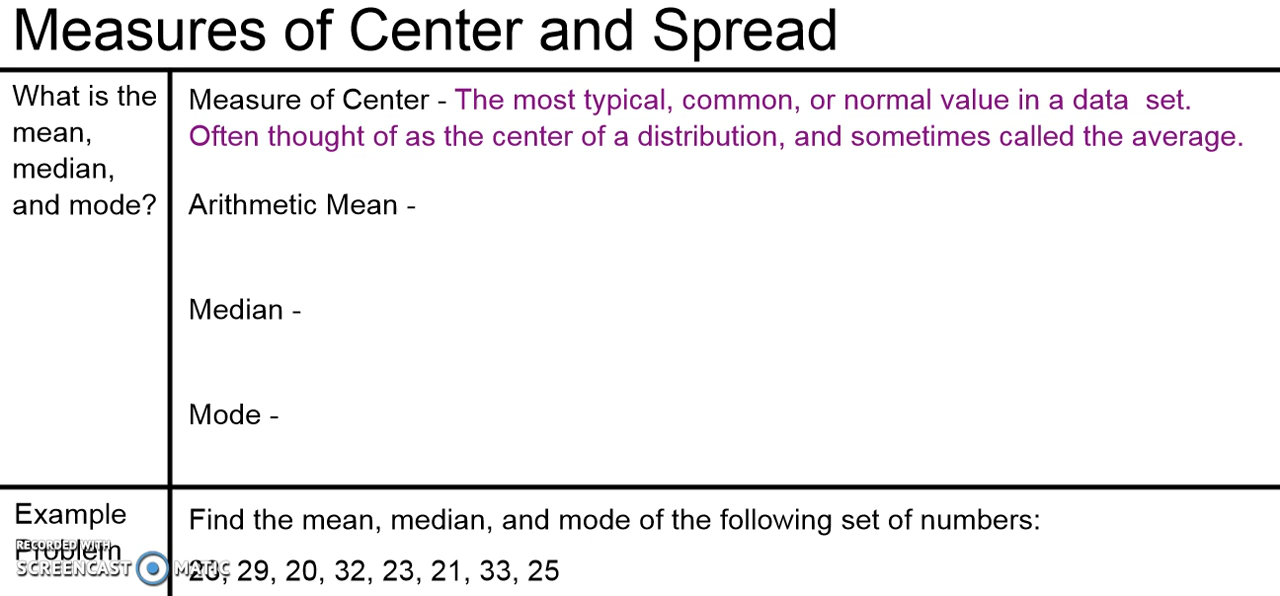 Measures of Center and Spread
What is the
mean,
median,
and mode?
Measure of Center - The most typical, common, or normal value in a data set.
Often thought of as the center of a distribution, and sometimes called the average.
Arithmetic Mean -
Median -
Mode -
Example
Problem
Find the mean, median, and mode of the following set of numbers:
29, 20, 32, 23, 21, 33, 25
RECORDED WITH
SCREENCAST MATIC